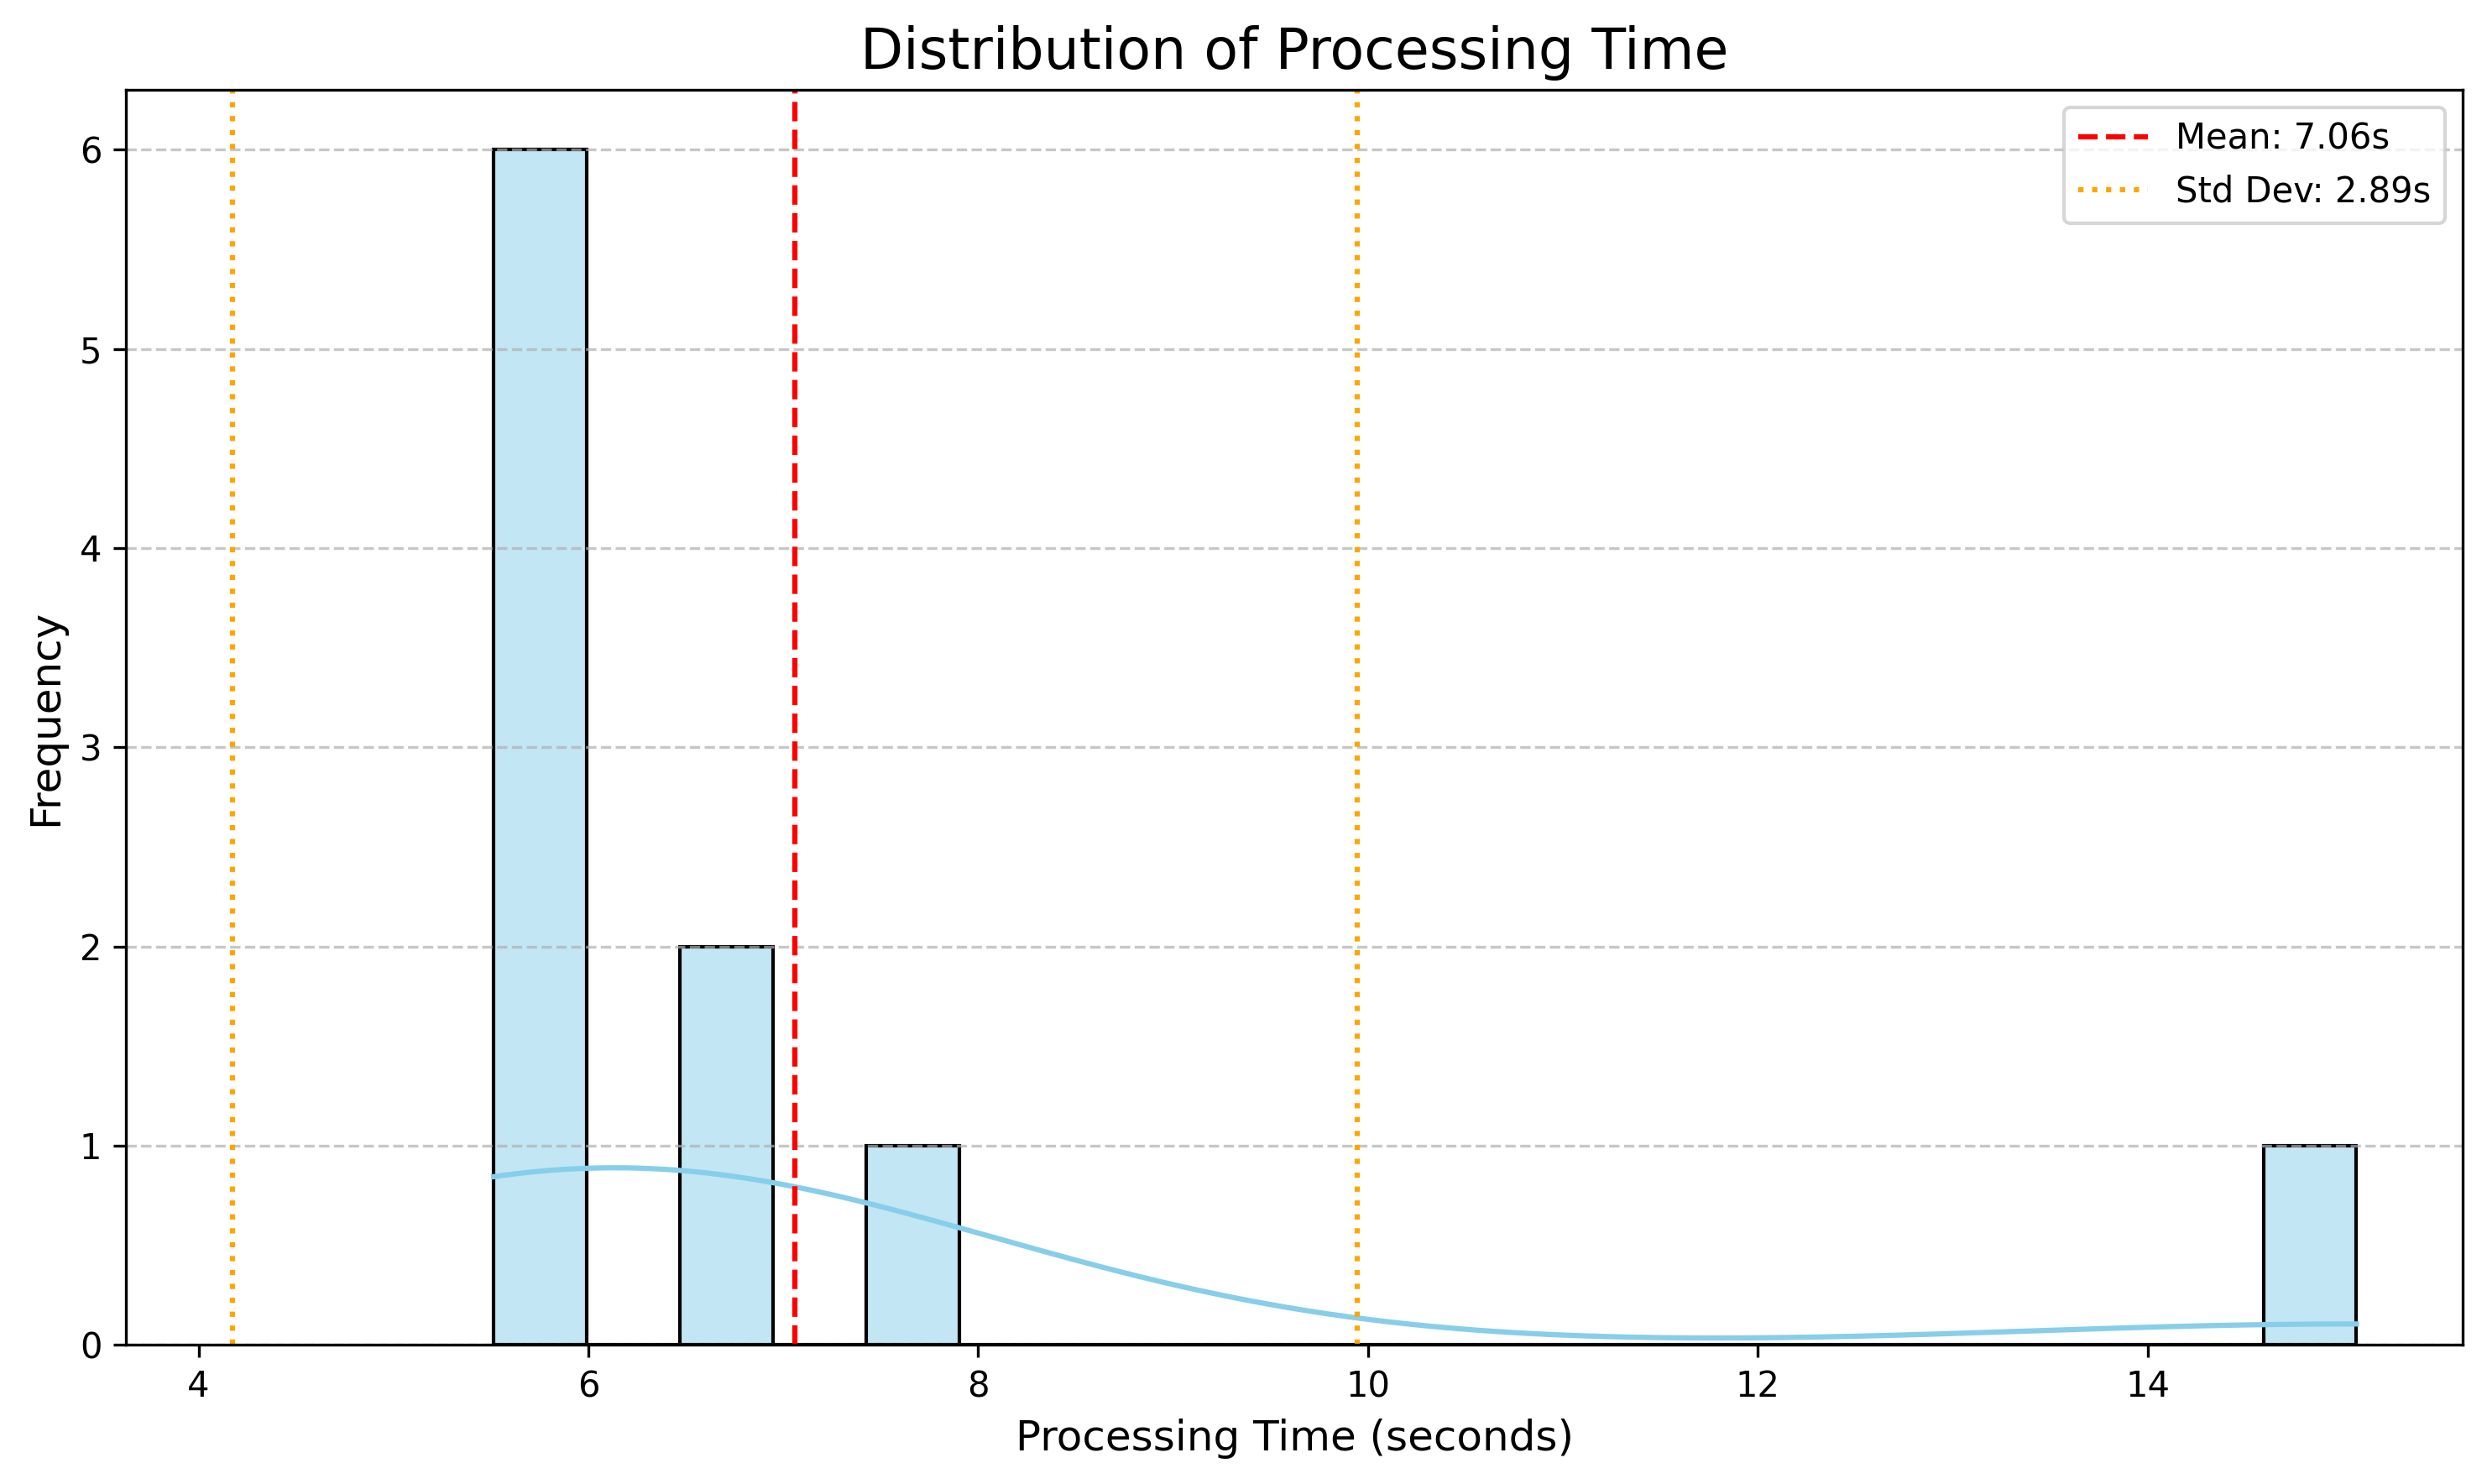 Distribution of Processing Time
Mean: 7.06s
Std Dev: 2.89s
Frequency
6
5
4
3
2
1
0
4 6 8 10 12 14
Processing Time (seconds)